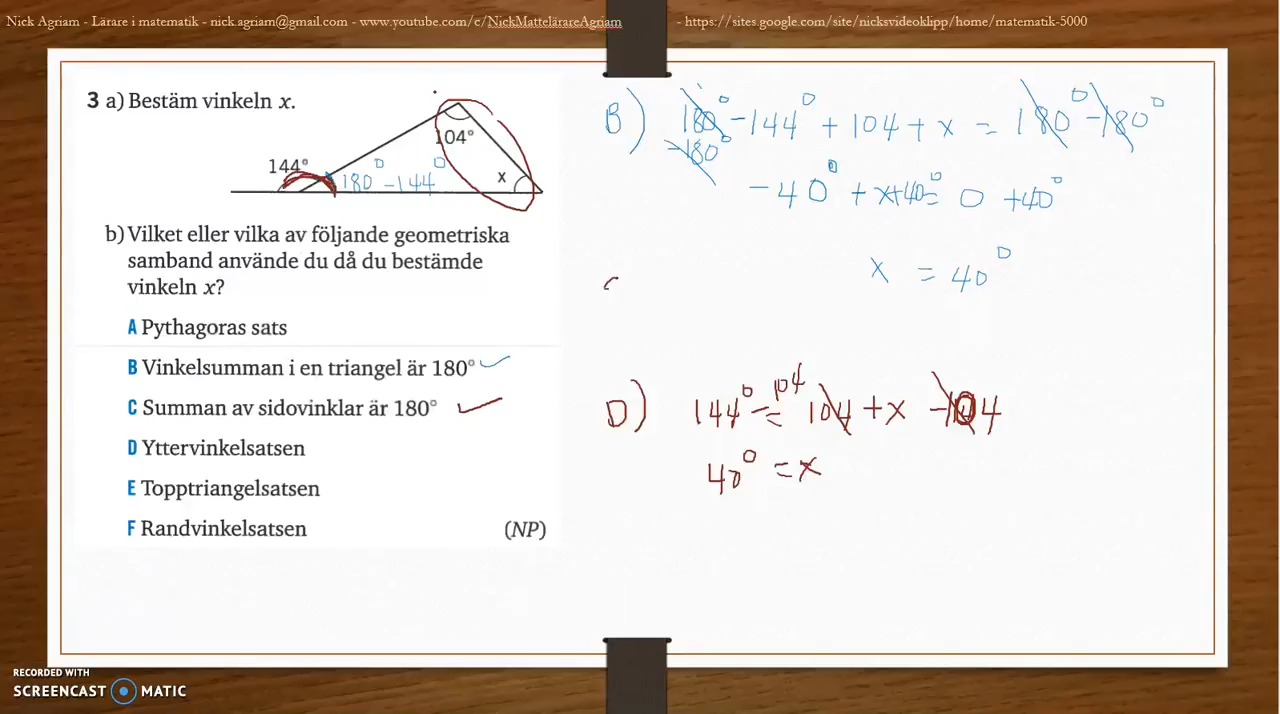 Nick Agriam - Lärare i matematik - nick.agriam@gmail.com - www.youtube.com/c/NickMattelärareAgriam - https://sites.google.com/site/nicksvideoklipp/home/matematik-5000
3 a) Bestäm vinkeln x.
104°
144°
180° - 144°
x
b) Vilket eller vilka av följande geometriska
samband använde du då du bestämde
vinkeln x?
A Pythagoras sats
B Vinkelsumman i en triangel är 180°
C Summan av sidovinklar är 180°
D Yttervinkelsatsen
E Topptriangelsatsen
F Randvinkelsatsen (NP)
B) 180° - 144° + 104 + x = 180° - 180°
-180°
-40° + x + 40° = 0 + 40°
x = 40°
C
D) 144° - 104 = 104 + x - 104
40° = x
RECORDED WITH
SCREENCAST MATIC